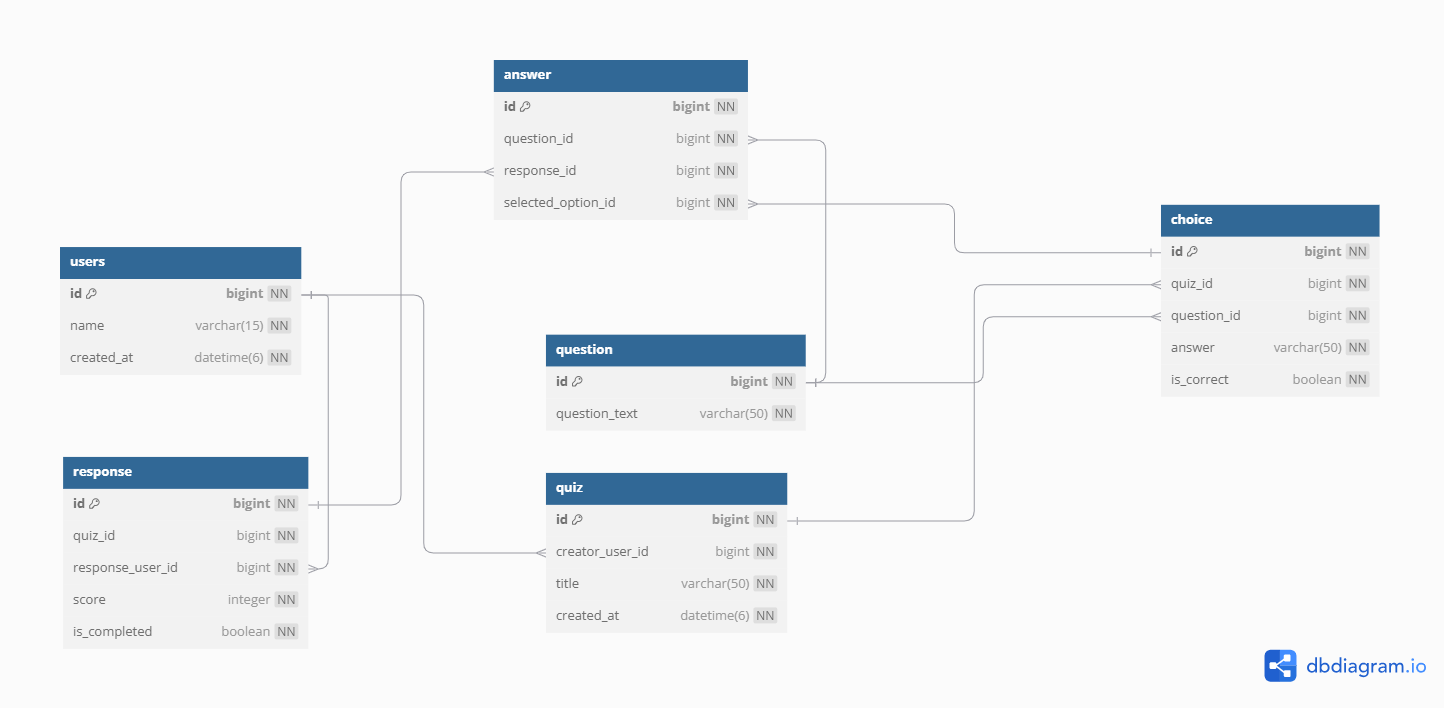 answer
id bigint NN
question_id bigint NN
response_id bigint NN
selected_option_id bigint NN
users
id bigint NN
name varchar(15) NN
created_at datetime(6) NN
response
id bigint NN
quiz_id bigint NN
response_user_id bigint NN
score integer NN
is_completed boolean NN
question
id bigint NN
question_text varchar(50) NN
quiz
id bigint NN
creator_user_id bigint NN
title varchar(50) NN
created_at datetime(6) NN
choice
id bigint NN
quiz_id bigint NN
question_id bigint NN
answer varchar(50) NN
is_correct boolean NN
dbdiagram.io